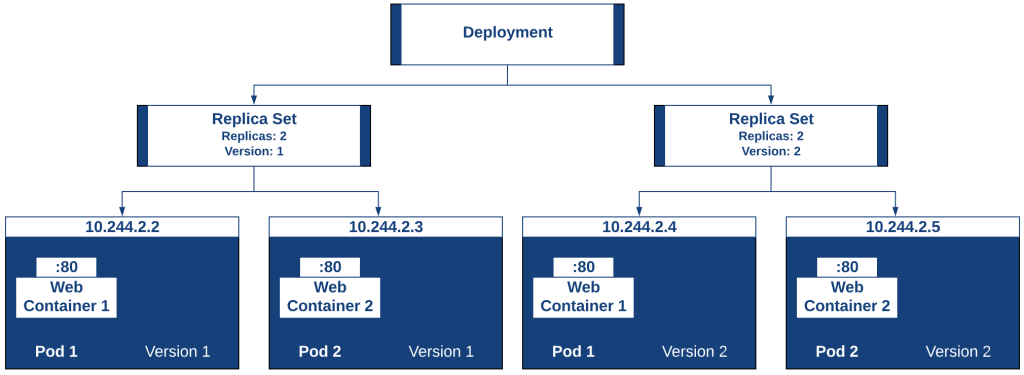 Deployment
Replica Set
Replicas: 2
Version: 1
Replica Set
Replicas: 2
Version: 2
10.244.2.2
:80
Web
Container 1
Pod 1
Version 1
10.244.2.3
:80
Web
Container 2
Pod 2
Version 1
10.244.2.4
:80
Web
Container 1
Pod 1
Version 2
10.244.2.5
:80
Web
Container 2
Pod 2
Version 2